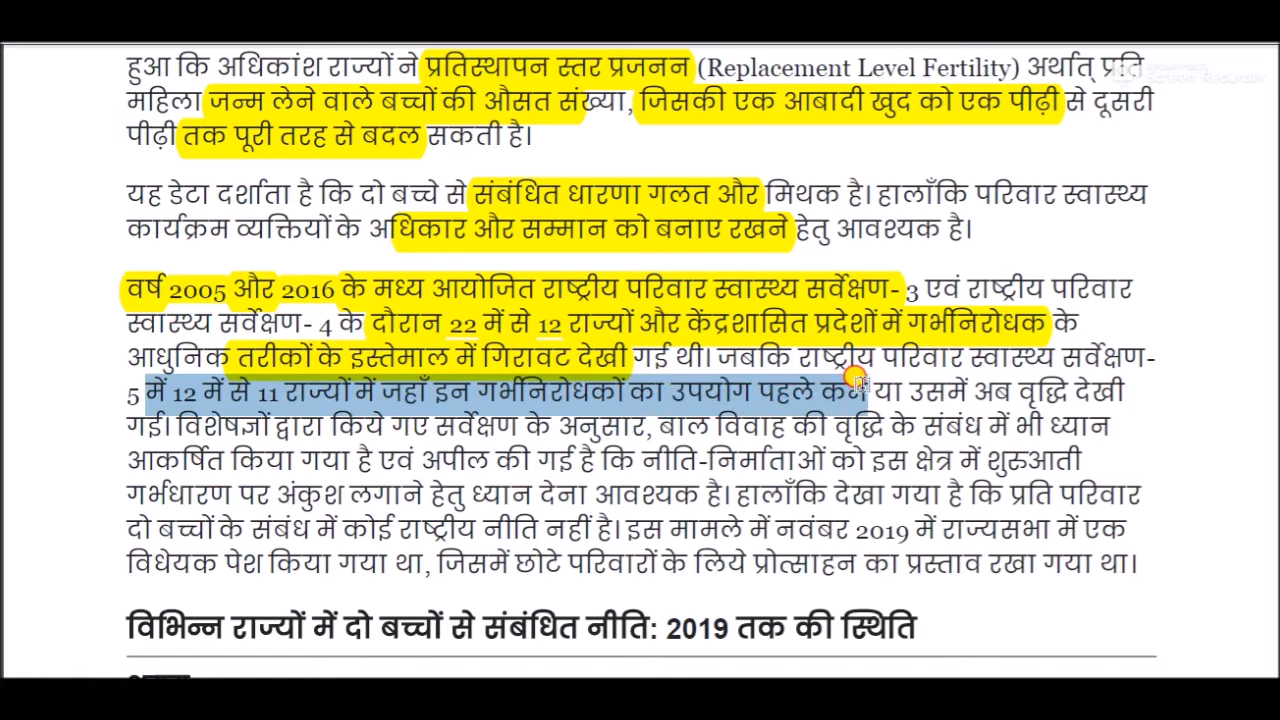 हुआ कि अधिकांश राज्यों ने प्रतिस्थापन स्तर प्रजनन (Replacement Level Fertility) अर्थात् प्रति
महिला जन्म लेने वाले बच्चों की औसत संख्या, जिसकी एक आबादी खुद को एक पीढ़ी से दूसरी
पीढ़ी तक पूरी तरह से बदल सकती है।
यह डेटा दर्शाता है कि दो बच्चे से संबंधित धारणा गलत और मिथक है। हालाँकि परिवार स्वास्थ्य
कार्यक्रम व्यक्तियों के अधिकार और सम्मान को बनाए रखने हेतु आवश्यक है।
वर्ष 2005 और 2016 के मध्य आयोजित राष्ट्रीय परिवार स्वास्थ्य सर्वेक्षण- 3 एवं राष्ट्रीय परिवार
स्वास्थ्य सर्वेक्षण- 4 के दौरान 22 में से 12 राज्यों और केंद्रशासित प्रदेशों में गर्भनिरोधक के
आधुनिक तरीकों के इस्तेमाल में गिरावट देखी गई थी। जबकि राष्ट्रीय परिवार स्वास्थ्य सर्वेक्षण-
5 में 12 में से 11 राज्यों में जहाँ इन गर्भनिरोधकों का उपयोग पहले कम या उसमें अब वृद्धि देखी
गई। विशेषज्ञों द्वारा किये गए सर्वेक्षण के अनुसार, बाल विवाह की वृद्धि के संबंध में भी ध्यान
आकर्षित किया गया है एवं अपील की गई है कि नीति-निर्माताओं को इस क्षेत्र में शुरुआती
गर्भधारण पर अंकुश लगाने हेतु ध्यान देना आवश्यक है। हालाँकि देखा गया है कि प्रति परिवार
दो बच्चों के संबंध में कोई राष्ट्रीय नीति नहीं है। इस मामले में नवंबर 2019 में राज्यसभा में एक
विधेयक पेश किया गया था, जिसमें छोटे परिवारों के लिये प्रोत्साहन का प्रस्ताव रखा गया था।
विभिन्न राज्यों में दो बच्चों से संबंधित नीति: 2019 तक की स्थिति